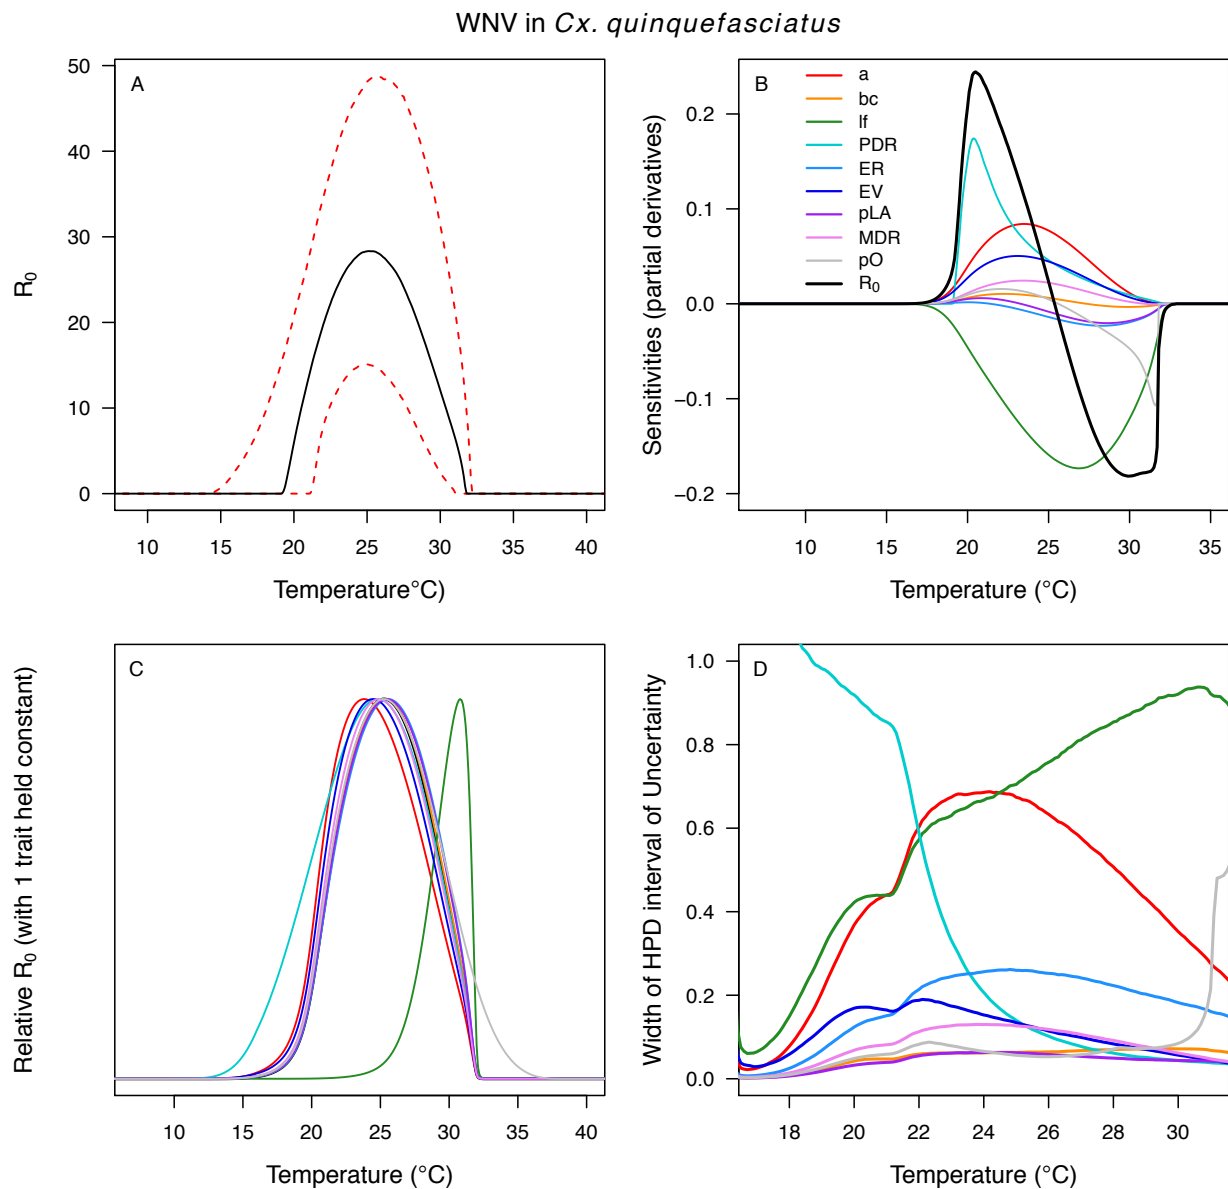 WNV in Cx. quinquefasciatus
A
50
40
30
20
10
0
R0
10 15 20 25 30 35 40
Temperature°C)
B
a
bc
lf
PDR
ER
EV
pLA
MDR
pO
R0
0.2
0.1
0.0
−0.1
−0.2
Sensitivities (partial derivatives)
10 15 20 25 30 35
Temperature (°C)
C
Relative R0 (with 1 trait held constant)
10 15 20 25 30 35 40
Temperature (°C)
D
1.0
0.8
0.6
0.4
0.2
0.0
Width of HPD interval of Uncertainty
18 20 22 24 26 28 30
Temperature (°C)